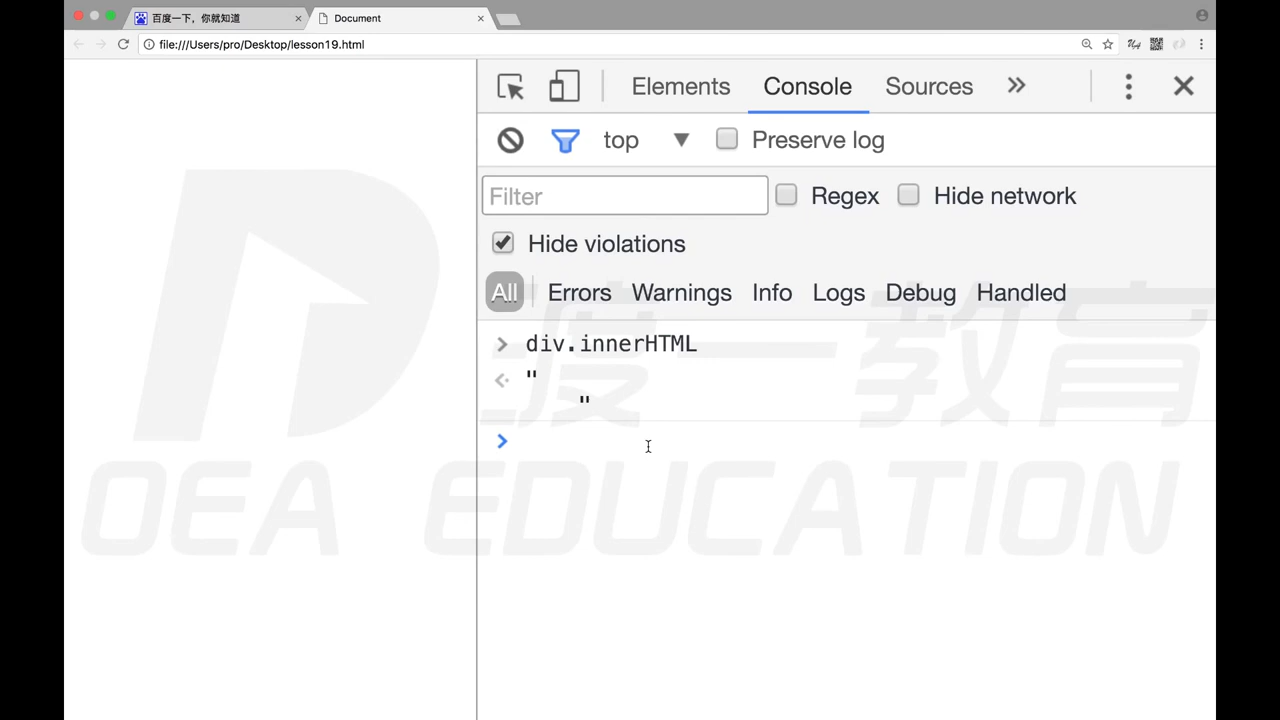 百度一下，你就知道
Document
file:///Users/pro/Desktop/lesson19.html
Elements Console Sources
top Preserve log
Filter Regex Hide network
Hide violations
All Errors Warnings Info Logs Debug Handled
> div.innerHTML
"
"
>
度一教育
OEA EDUCATION